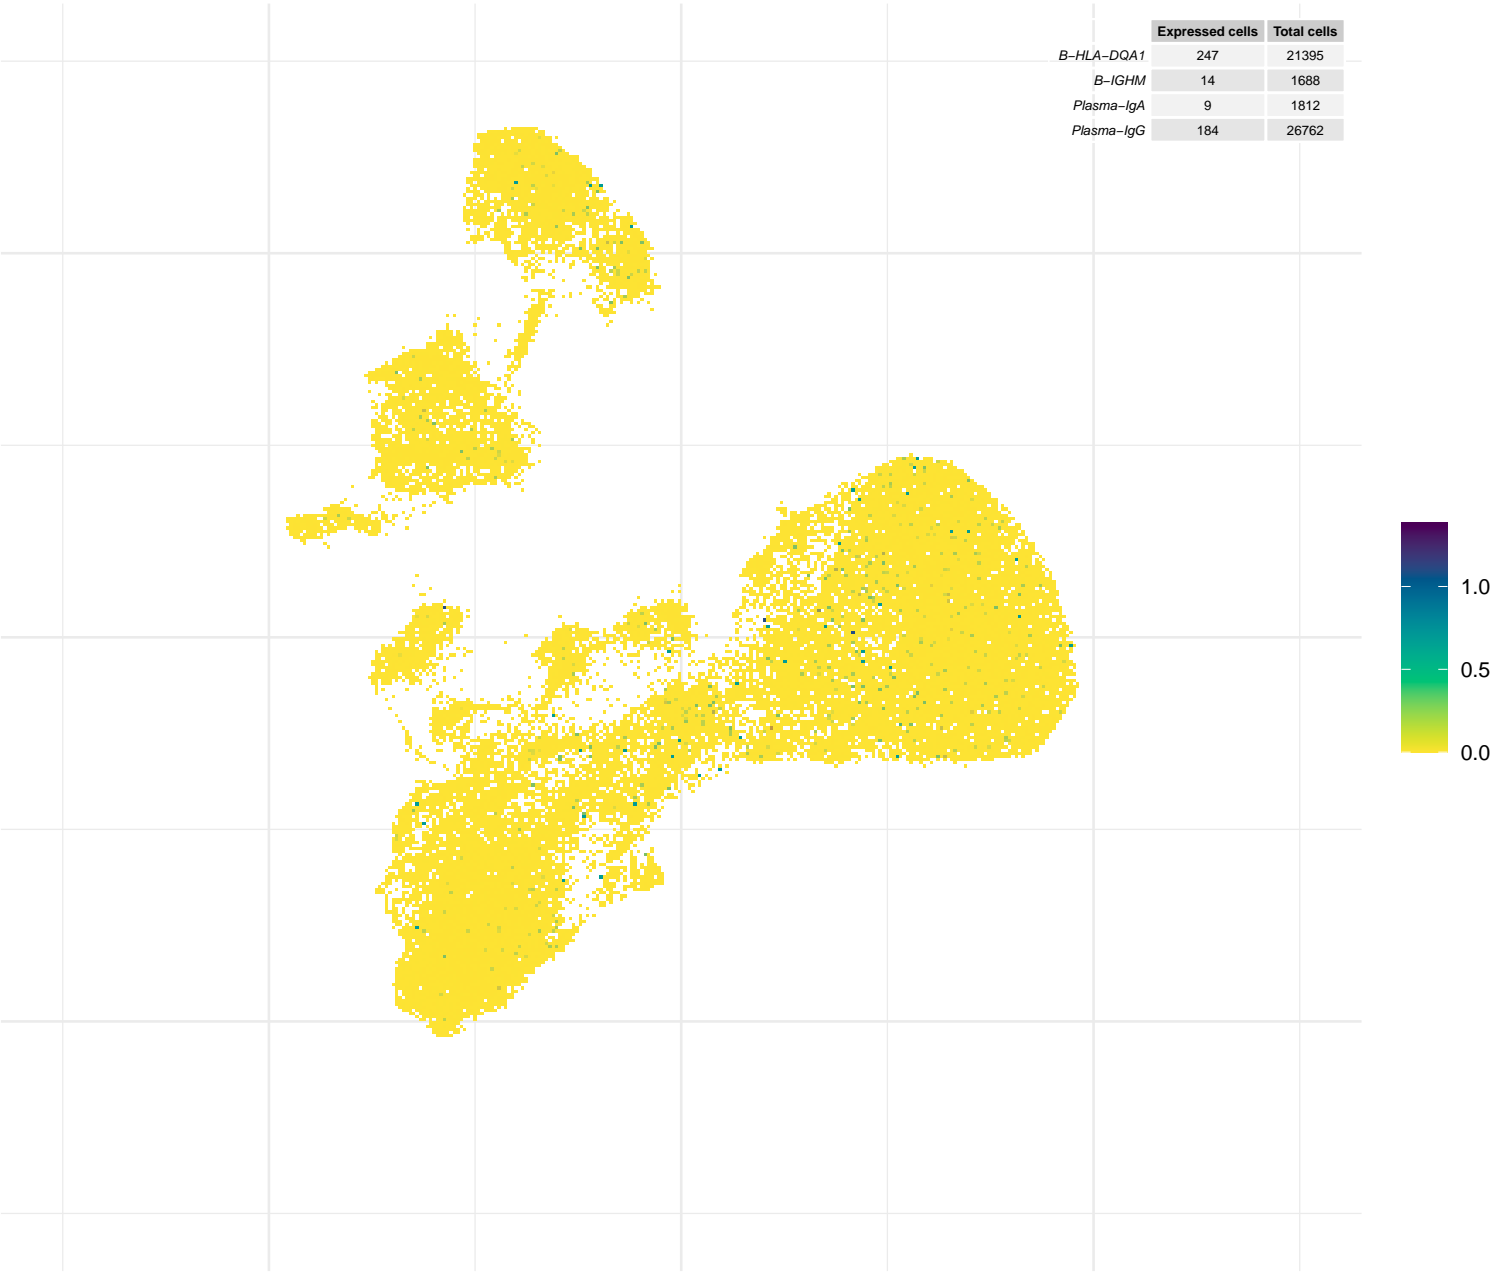 Expressed cells Total cells
B−HLA−DQA1 247 21395
B−IGHM 14 1688
Plasma−IgA 9 1812
Plasma−IgG 184 26762
1.0
0.5
0.0